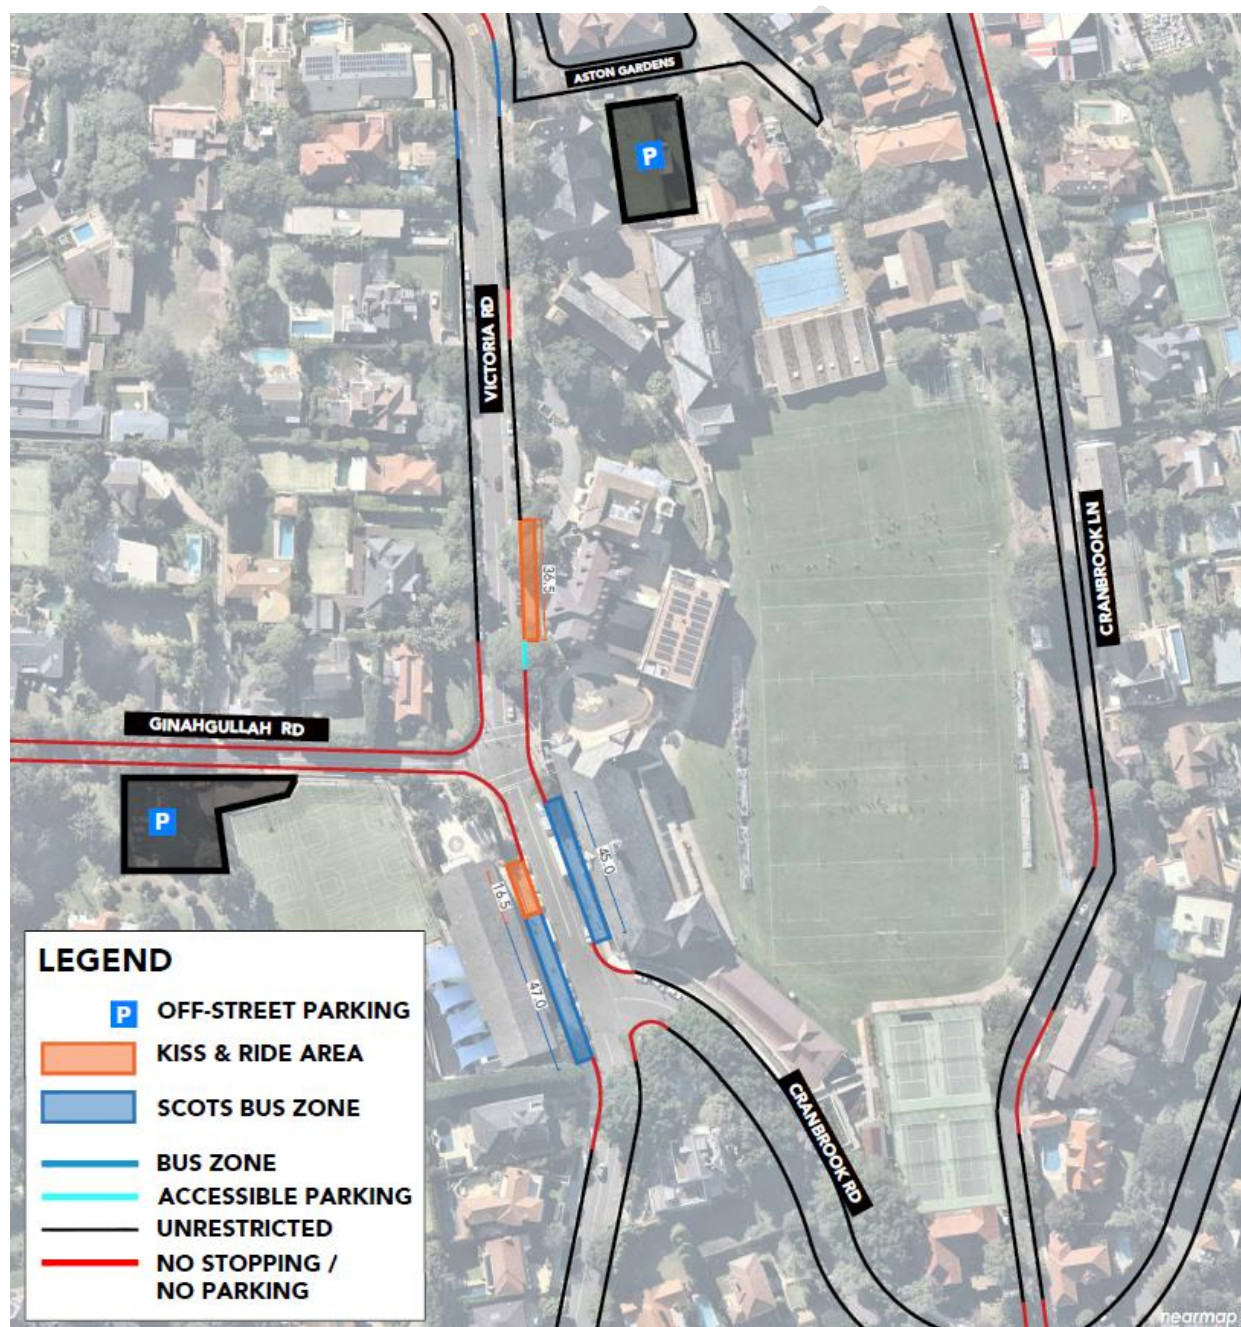 ASTON GARDENS
P
VICTORIA RD
CRANBROOK LN
36.5
GINAHGULLAH RD
P
45.0
16.5
47.0
CRANBROOK RD
LEGEND
P OFF-STREET PARKING
KISS & RIDE AREA
SCOTS BUS ZONE
BUS ZONE
ACCESSIBLE PARKING
UNRESTRICTED
NO STOPPING /
NO PARKING
nearmap